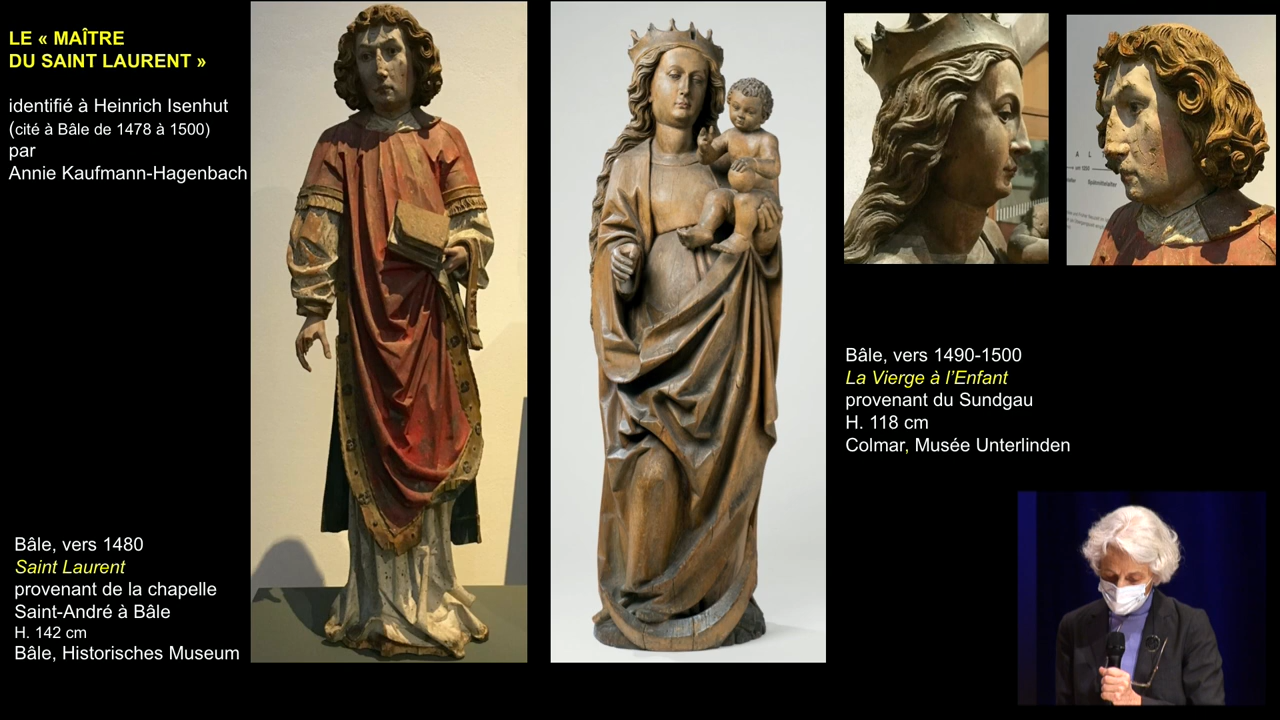 LE « MAÎTRE
DU SAINT LAURENT »
identifié à Heinrich Isenhut
(cité à Bâle de 1478 à 1500)
par
Annie Kaufmann-Hagenbach
Bâle, vers 1480
Saint Laurent
provenant de la chapelle
Saint-André à Bâle
H. 142 cm
Bâle, Historisches Museum
Bâle, vers 1490-1500
La Vierge à l’Enfant
provenant du Sundgau
H. 118 cm
Colmar, Musée Unterlinden
A L T